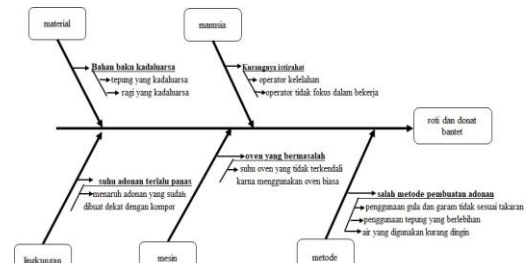 material
manusia
Bahan baku kadaluarsa
tepung yang kadaluarsa
ragi yang kadaluarsa
Kurangnya istirahat
operator kelelahan
operator tidak fokus dalam bekerja
roti dan donat
bantet
suhu adonan terlalu panas
menaruh adonan yang sudah
dibuat dekat dengan kompor
oven yang bermasalah
suhu oven yang tidak terkendali
karna menggunakan oven biasa
salah metode pembuatan adonan
penggunaan gula dan garam tidak sesuai takaran
penggunaan tepung yang berlebihan
air yang digunakan kurang dingin
lingkungan
mesin
metode